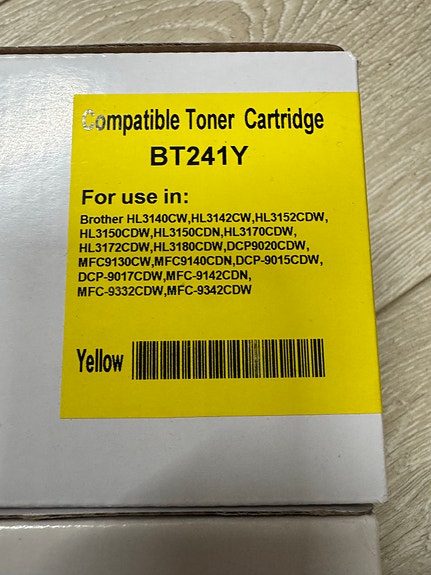 Compatible Toner Cartridge
BT241Y
For use in:
Brother HL3140CW,HL3142CW,HL3152CDW,
HL3150CDW,HL3150CDN,HL3170CDW,
HL3172CDW,HL3180CDW,DCP9020CDW,
MFC9130CW,MFC9140CDN,DCP-9015CDW,
DCP-9017CDW,MFC-9142CDN,
MFC-9332CDW,MFC-9342CDW
Yellow